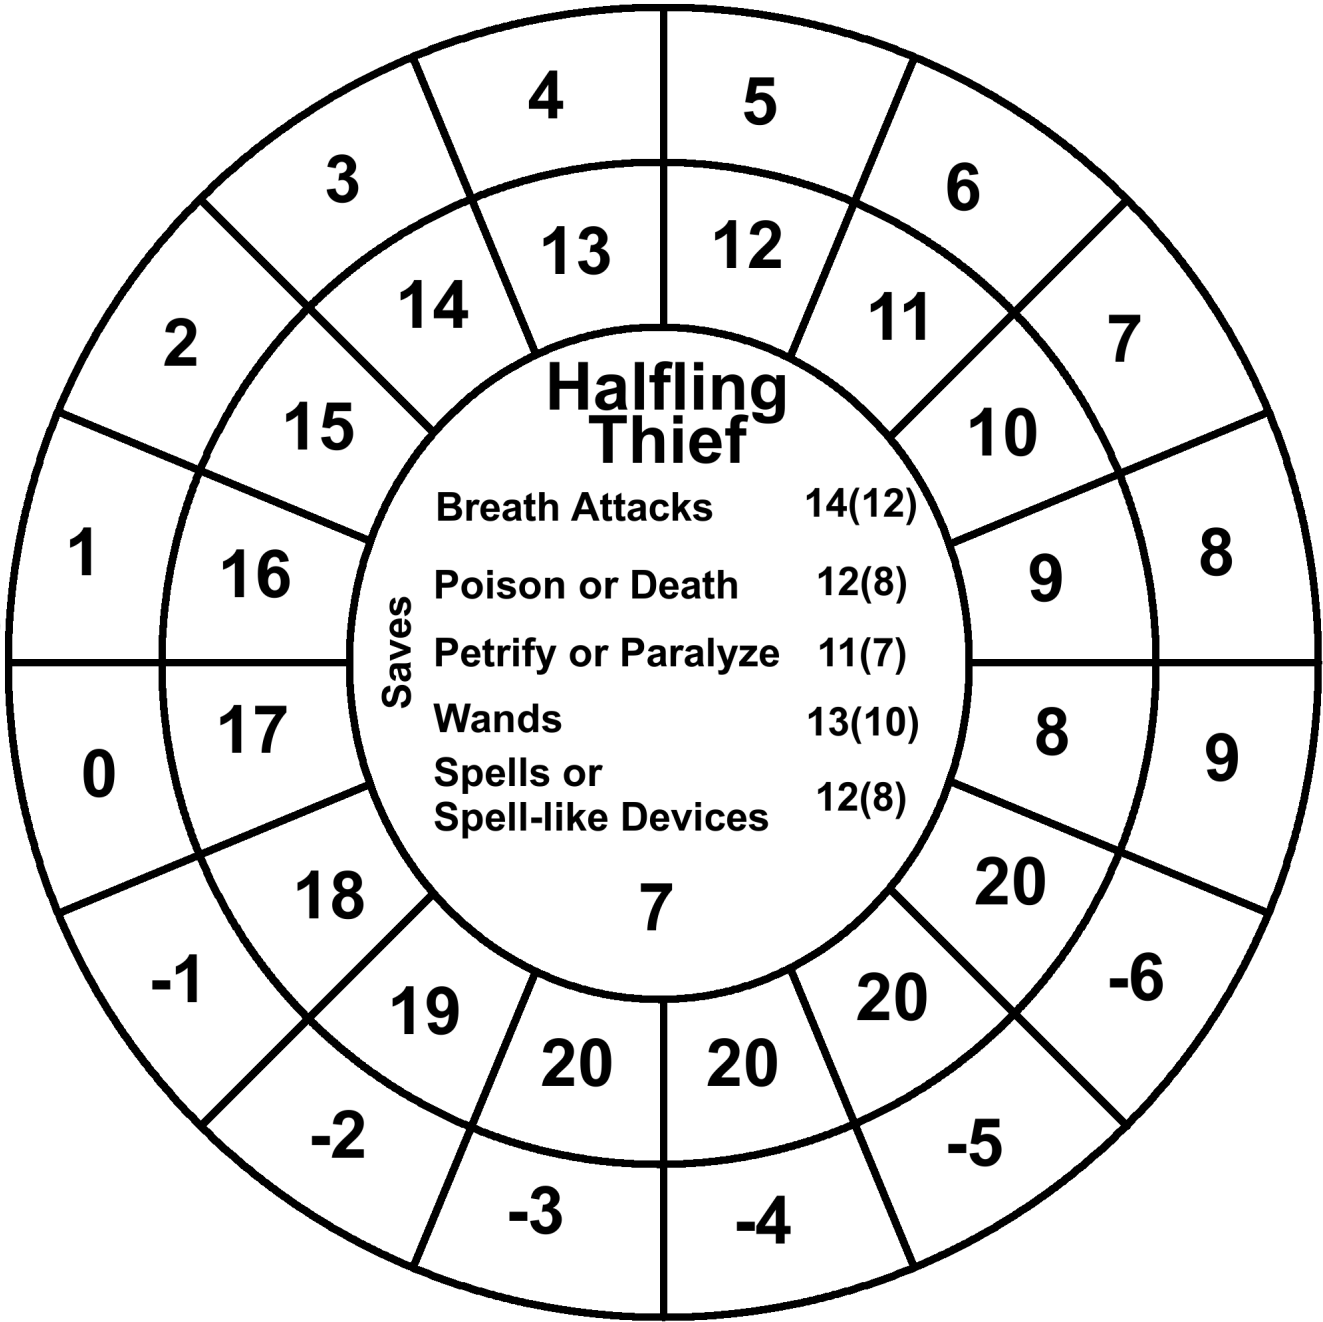 4 5
3 6
2 7
1 8
0 9
-1 -6
-2 -5
-3 -4
13 12
14 11
15 10
16 9
17 8
18 20
19 20
20 20
Halfling
Thief
Saves
Breath Attacks 14(12)
Poison or Death 12(8)
Petrify or Paralyze 11(7)
Wands 13(10)
Spells or
Spell-like Devices 12(8)
7